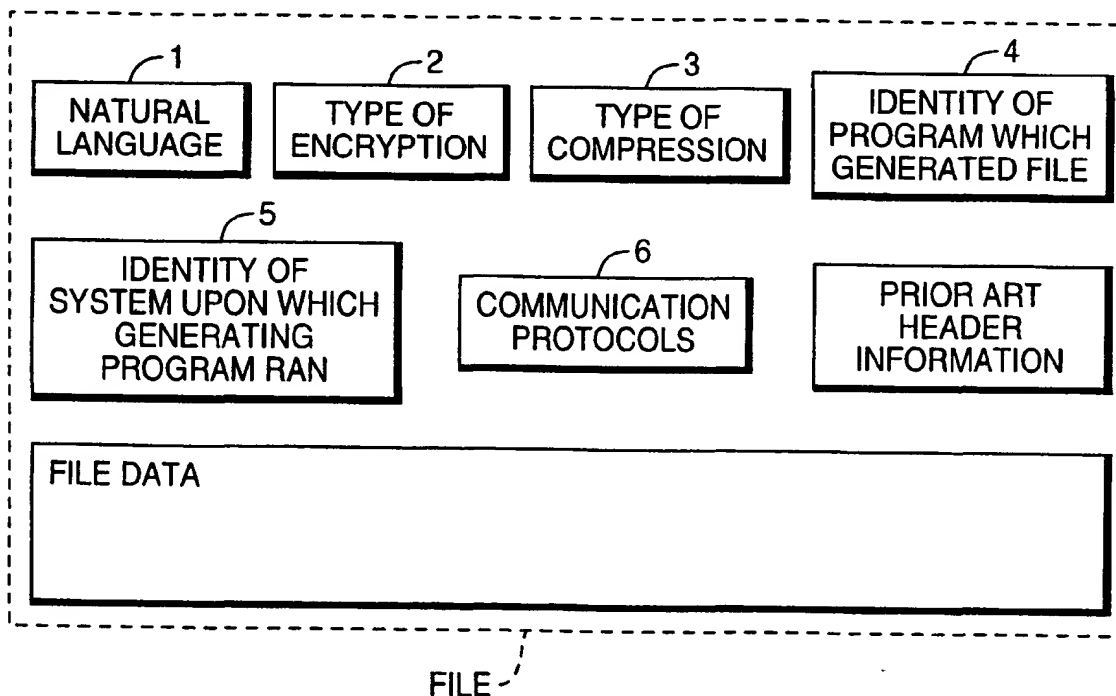 1
NATURAL
LANGUAGE
2
TYPE OF
ENCRYPTION
3
TYPE OF
COMPRESSION
4
IDENTITY OF
PROGRAM WHICH
GENERATED FILE
5
IDENTITY OF
SYSTEM UPON WHICH
GENERATING
PROGRAM RAN
6
COMMUNICATION
PROTOCOLS
PRIOR ART
HEADER
INFORMATION
FILE DATA
FILE